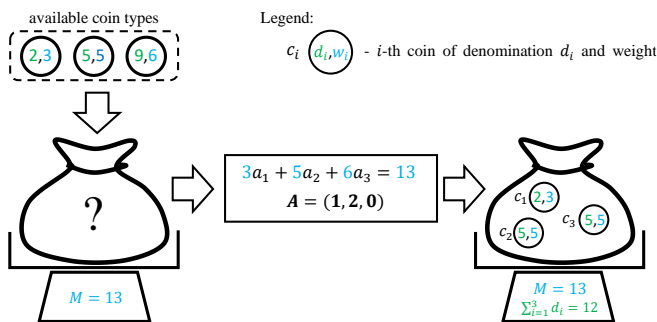 available coin types
2,3 5,5 9,6
Legend:
c_i d_i,w_i - i-th coin of denomination d_i and weight
?
3a_1 + 5a_2 + 6a_3 = 13
A = (1, 2, 0)
c_1 2,3
c_2 5,5
c_3 5,5
M = 13
M = 13
∑_{i=1}^{3} d_i = 12